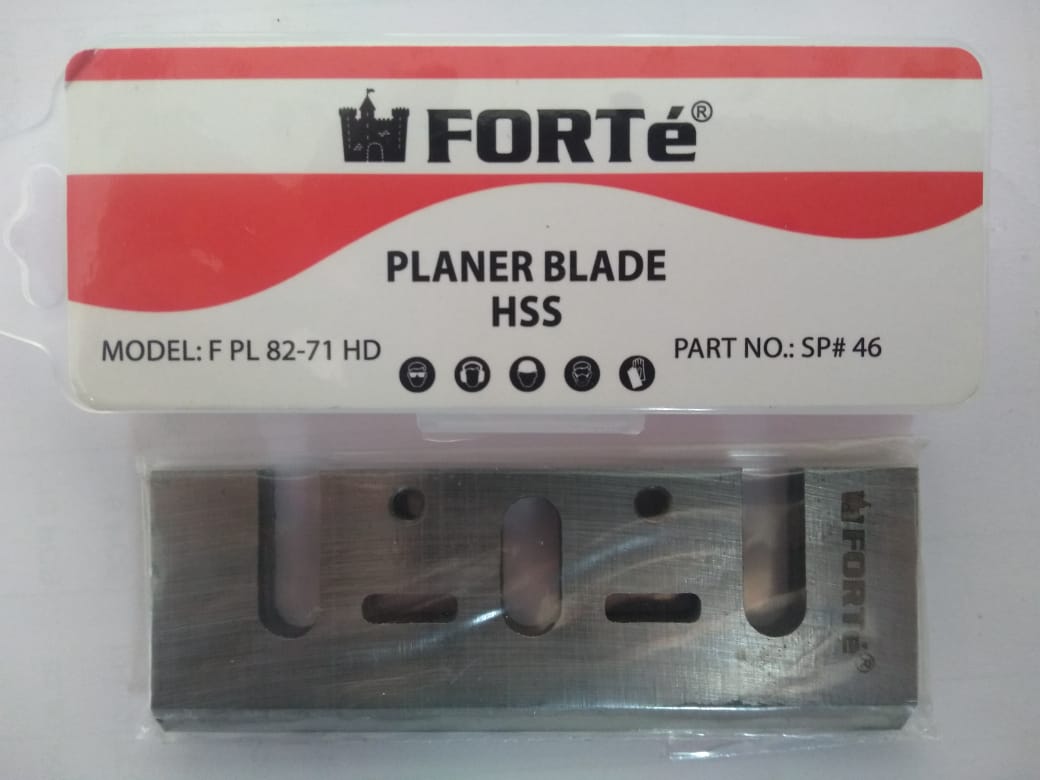 FORTé®
PLANER BLADE
HSS
MODEL: F PL 82-71 HD
PART NO.: SP# 46
FORTé®